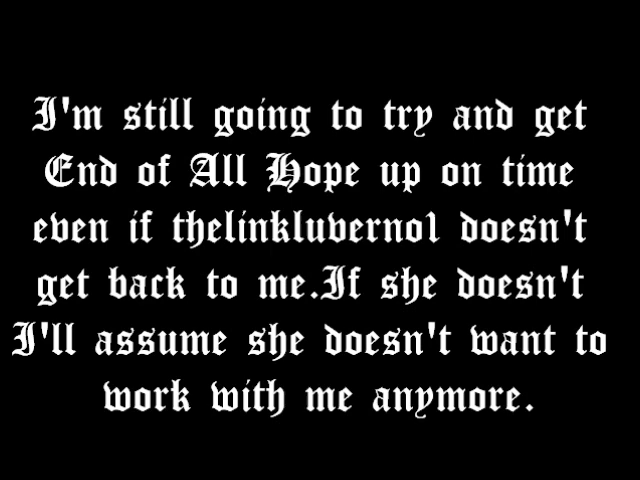 I'm still going to try and get
End of All Hope up on time
even if thelinkluverno1 doesn't
get back to me.If she doesn't
I'll assume she doesn't want to
work with me anymore.